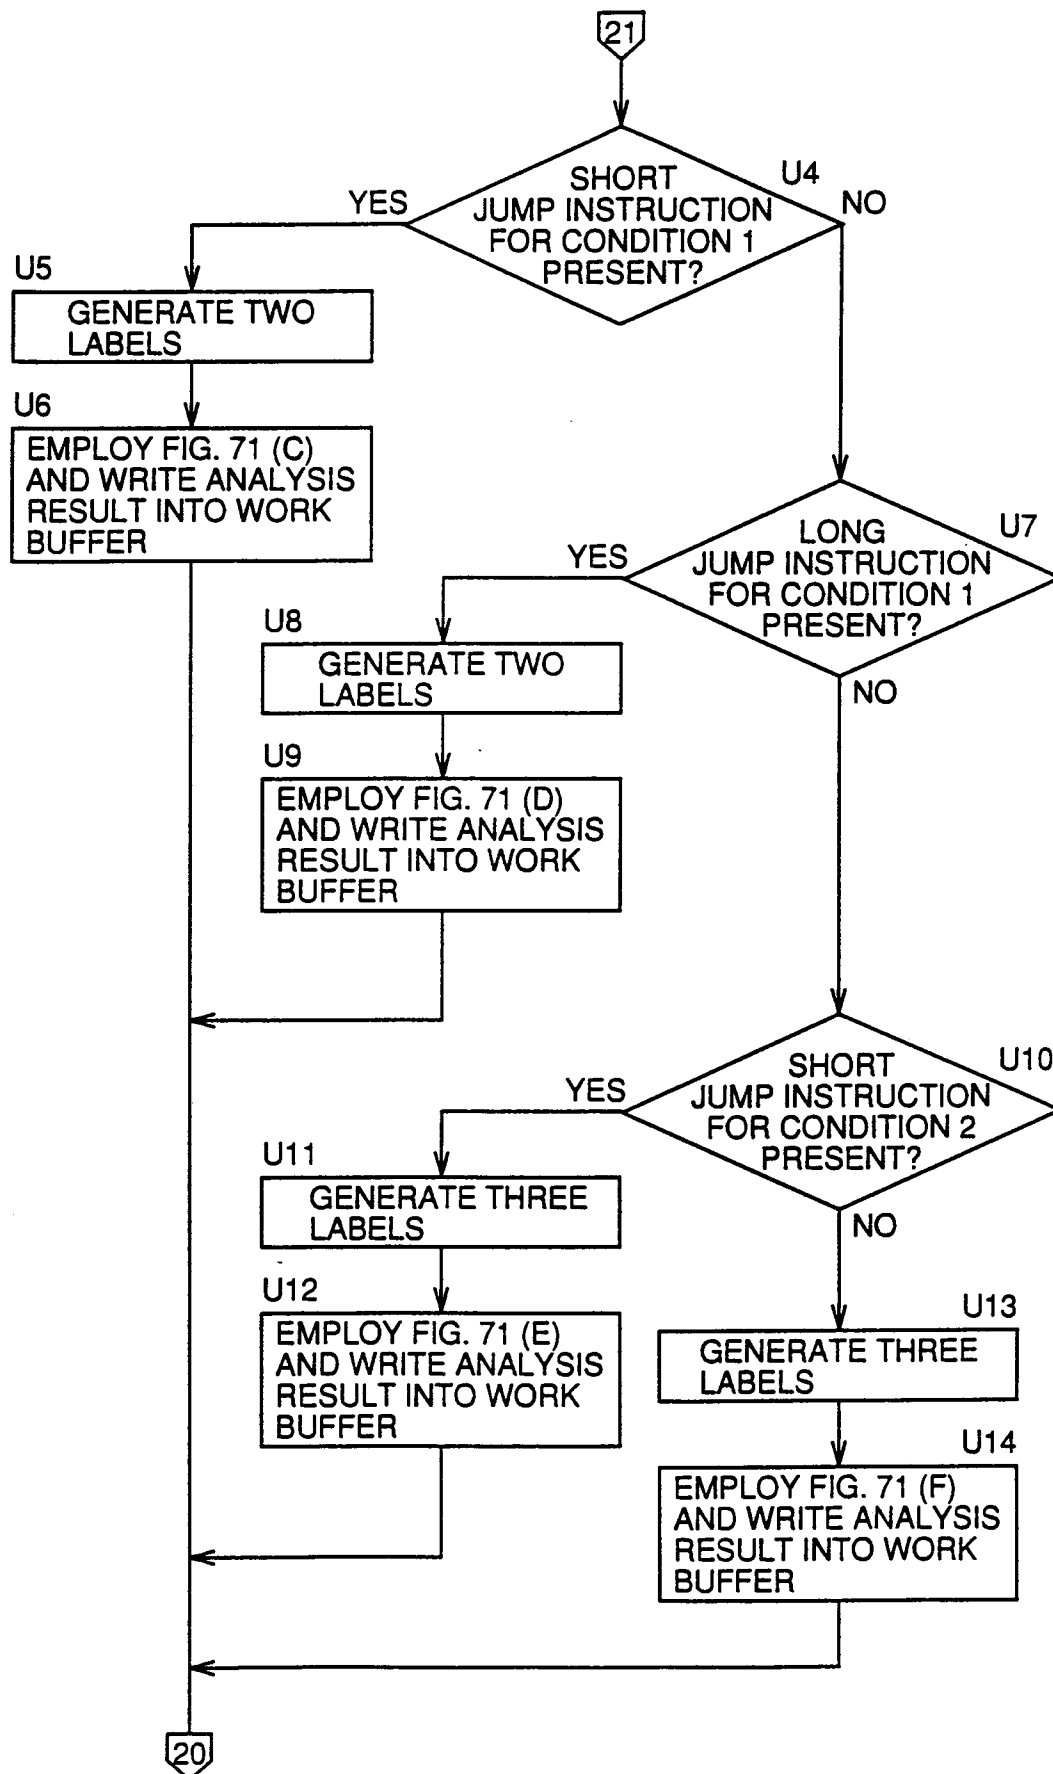 21
U4
SHORT
JUMP INSTRUCTION
FOR CONDITION 1
PRESENT?
YES
NO
U5
GENERATE TWO
LABELS
U6
EMPLOY FIG. 71 (C)
AND WRITE ANALYSIS
RESULT INTO WORK
BUFFER
U7
LONG
JUMP INSTRUCTION
FOR CONDITION 1
PRESENT?
YES
NO
U8
GENERATE TWO
LABELS
U9
EMPLOY FIG. 71 (D)
AND WRITE ANALYSIS
RESULT INTO WORK
BUFFER
U10
SHORT
JUMP INSTRUCTION
FOR CONDITION 2
PRESENT?
YES
NO
U11
GENERATE THREE
LABELS
U12
EMPLOY FIG. 71 (E)
AND WRITE ANALYSIS
RESULT INTO WORK
BUFFER
U13
GENERATE THREE
LABELS
U14
EMPLOY FIG. 71 (F)
AND WRITE ANALYSIS
RESULT INTO WORK
BUFFER
20